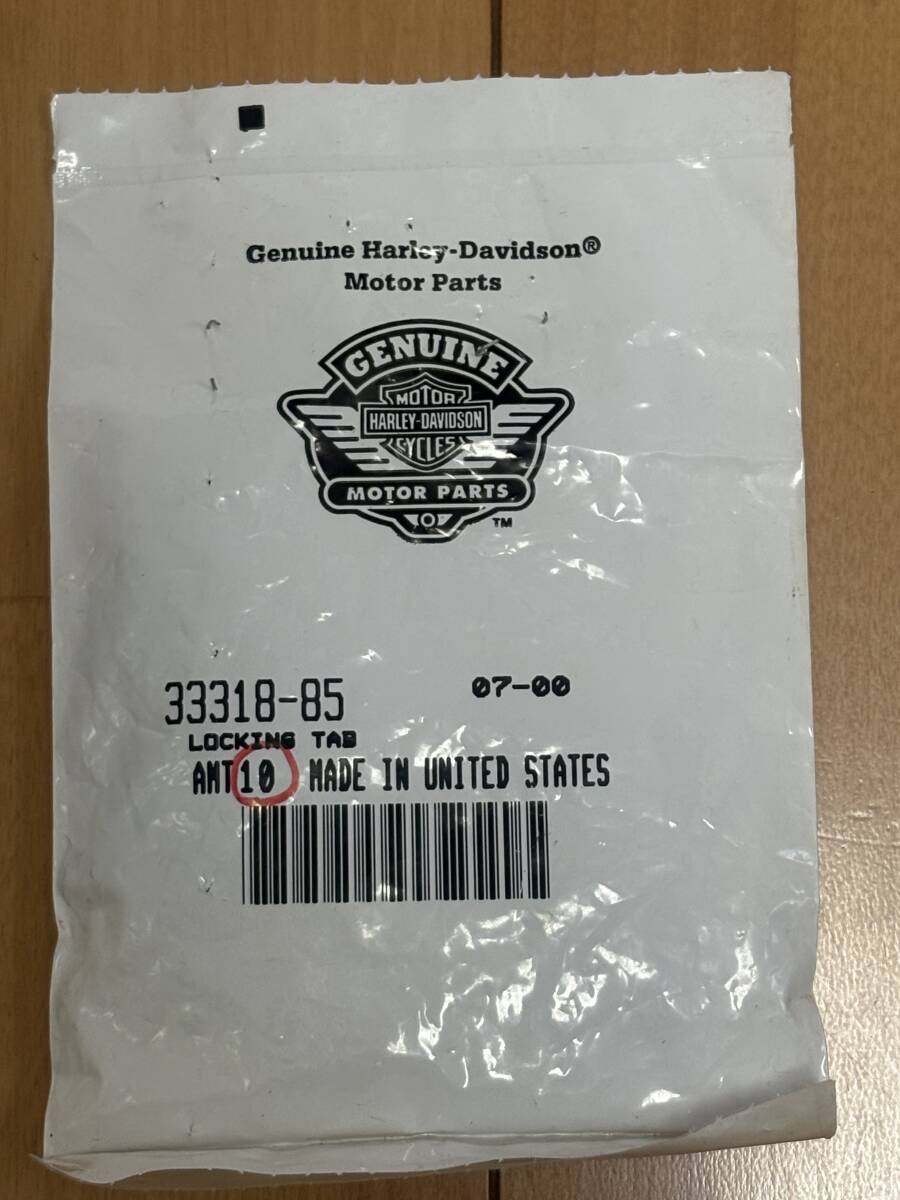 Genuine Harley-Davidson®
Motor Parts
GENUINE
MOTOR
HARLEY-DAVIDSON
CYCLES
MOTOR PARTS
TM
33318-85
07-00
LOCKING TAB
AMT 10 MADE IN UNITED STATES